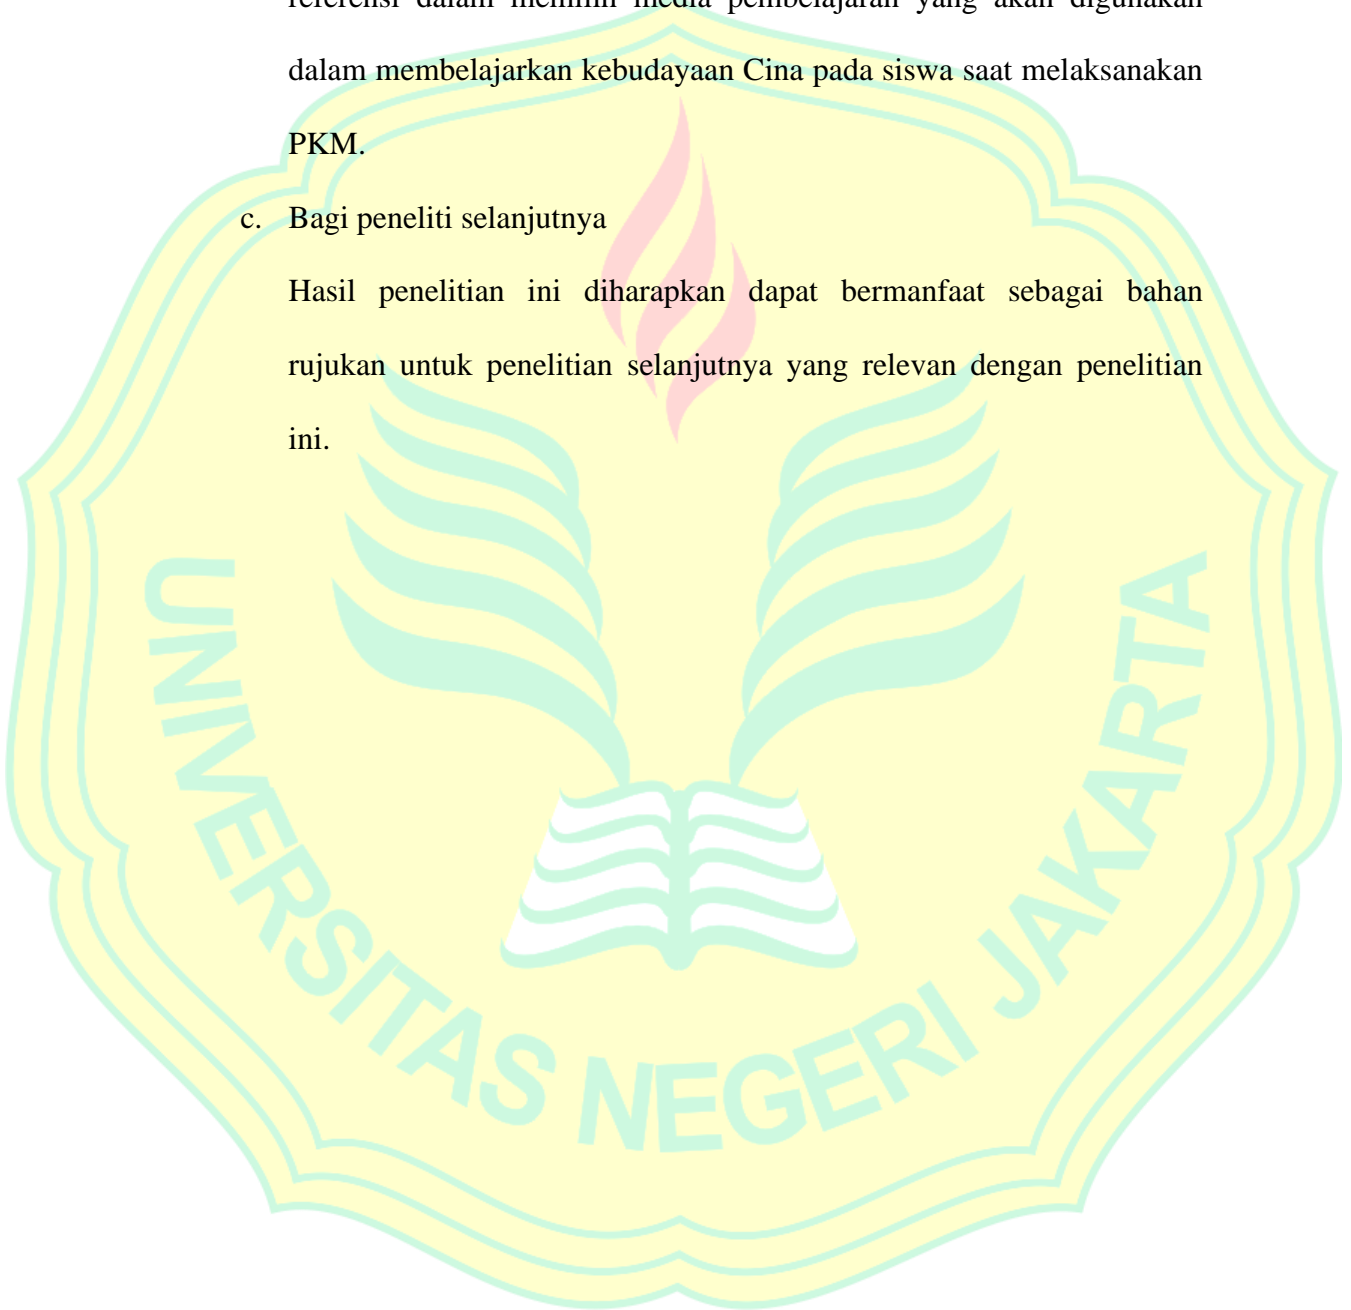 referensi dalam memilih media pembelajaran yang akan digunakan
dalam membelajarkan kebudayaan Cina pada siswa saat melaksanakan
PKM.
c. Bagi peneliti selanjutnya
Hasil penelitian ini diharapkan dapat bermanfaat sebagai bahan
rujukan untuk penelitian selanjutnya yang relevan dengan penelitian
ini.
UNIVERSITAS NEGERI JAKARTA